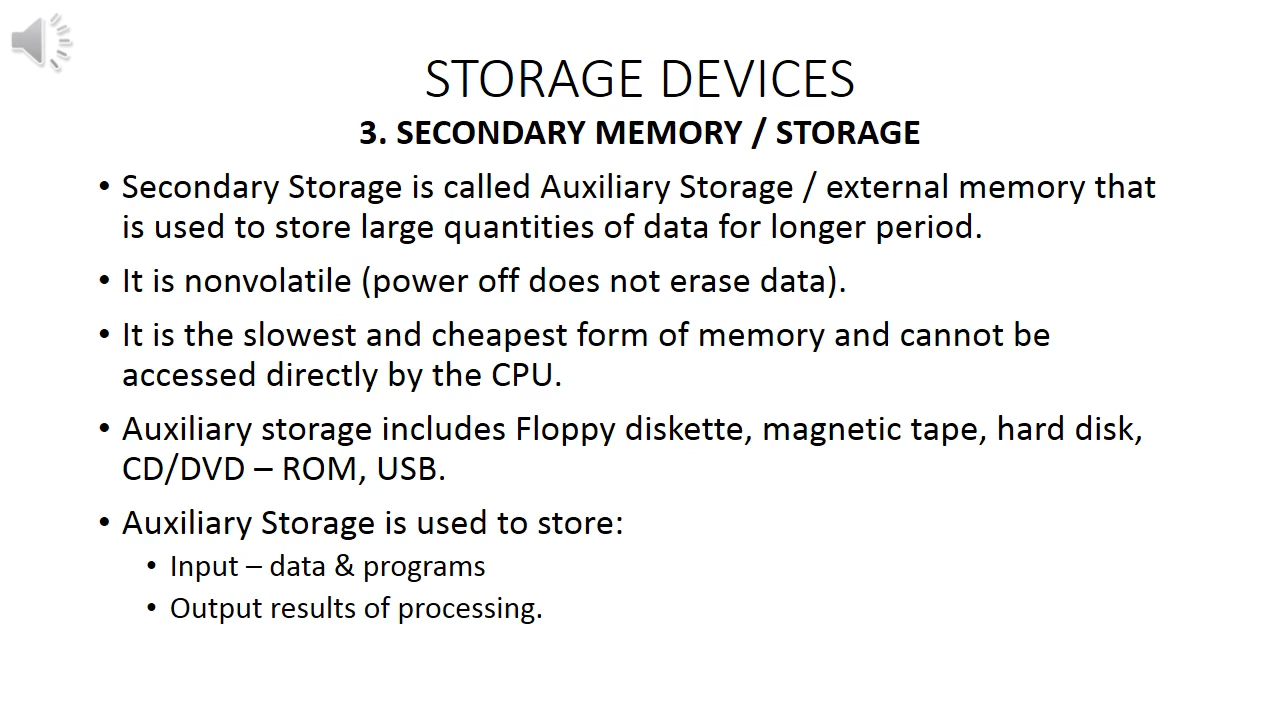 STORAGE DEVICES
3. SECONDARY MEMORY / STORAGE
• Secondary Storage is called Auxiliary Storage / external memory that
is used to store large quantities of data for longer period.
• It is nonvolatile (power off does not erase data).
• It is the slowest and cheapest form of memory and cannot be
accessed directly by the CPU.
• Auxiliary storage includes Floppy diskette, magnetic tape, hard disk,
CD/DVD – ROM, USB.
• Auxiliary Storage is used to store:
• Input – data & programs
• Output results of processing.